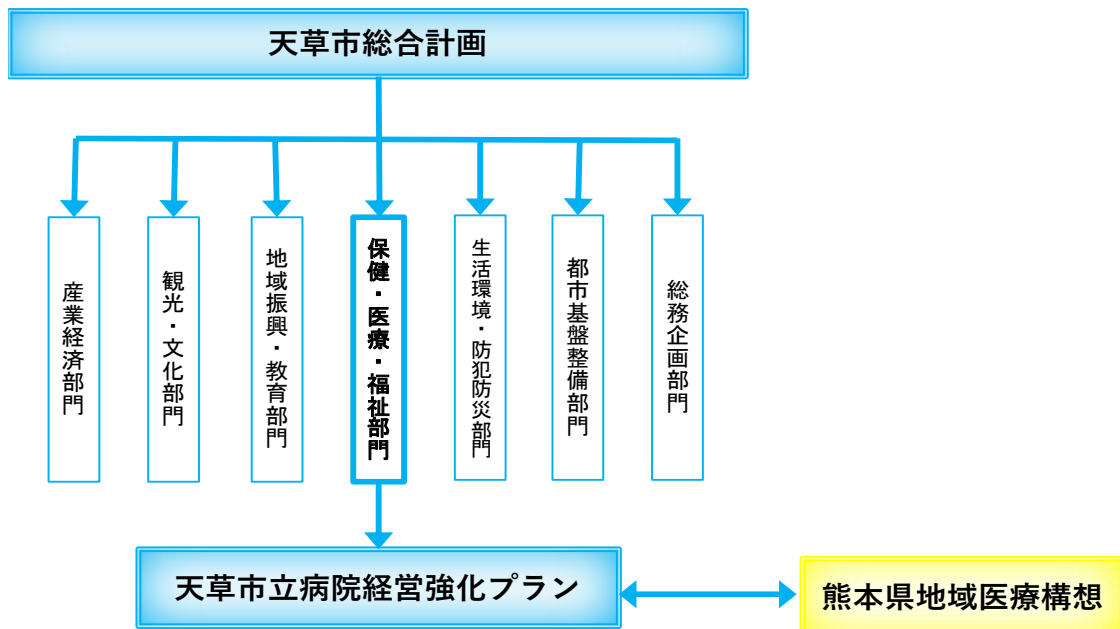 天草市総合計画
産業経済部門
観光・文化部門
地域振興・教育部門
保健・医療・福祉部門
生活環境・防犯防災部門
都市基盤整備部門
総務企画部門
天草市立病院経営強化プラン
熊本県地域医療構想